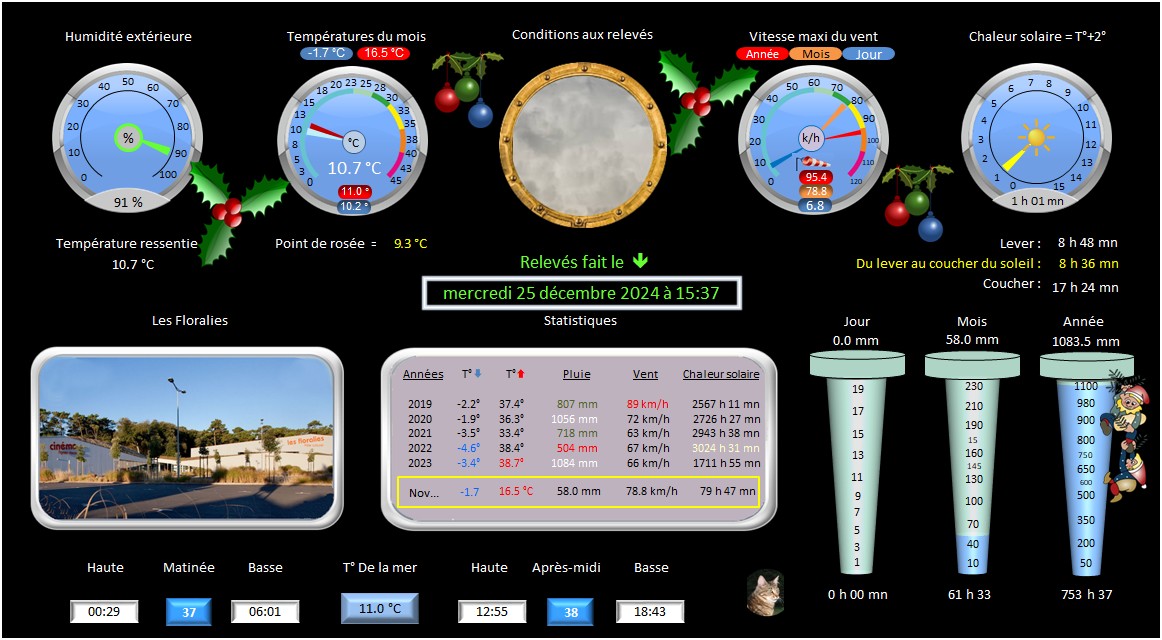 Humidité extérieure
Températures du mois
Conditions aux relevés
Vitesse maxi du vent
Chaleur solaire = T°+2°
-1.7 °C 16.5 °C
Année Mois Jour
0 10 20 30 40 50 60 70 80 90 100
%
91 %
0 3 5 8 10 13 15 18 20 23 25 28 30 33 35 38 40 43 45
°C
10.7 °C
11.0 °
10.2 °
0 10 20 30 40 50 60 70 80 90 100 110 120
k/h
95.4
78.8
6.8
0 1 2 3 4 5 6 7 8 9 10 11 12 13 14 15
1 h 01 mn
Température ressentie
10.7 °C
Point de rosée = 9.3 °C
Lever : 8 h 48 mn
Du lever au coucher du soleil : 8 h 36 mn
Coucher : 17 h 24 mn
Relevés fait le
mercredi 25 décembre 2024 à 15:37
Les Floralies
cinéma
les floralies
Statistiques
Années T° T° Pluie Vent Chaleur solaire
2019 -2.2° 37.4° 807 mm 89 km/h 2567 h 11 mn
2020 -1.9° 36.3° 1056 mm 72 km/h 2726 h 27 mn
2021 -3.5° 33.4° 718 mm 63 km/h 2943 h 38 mn
2022 -4.6° 38.4° 504 mm 67 km/h 3024 h 31 mn
2023 -3.4° 38.7° 1084 mm 66 km/h 1711 h 55 mn
Nov... -1.7 16.5 °C 58.0 mm 78.8 km/h 79 h 47 mn
Jour
0.0 mm
19
17
15
13
11
9
7
5
3
1
0 h 00 mn
Mois
58.0 mm
230
210
190
15
160
145
130
100
70
40
10
61 h 33
Année
1083.5 mm
1100
980
900
800
750
650
600
500
350
200
50
753 h 37
Haute Matinée Basse T° De la mer Haute Après-midi Basse
00:29 37 06:01 11.0 °C 12:55 38 18:43